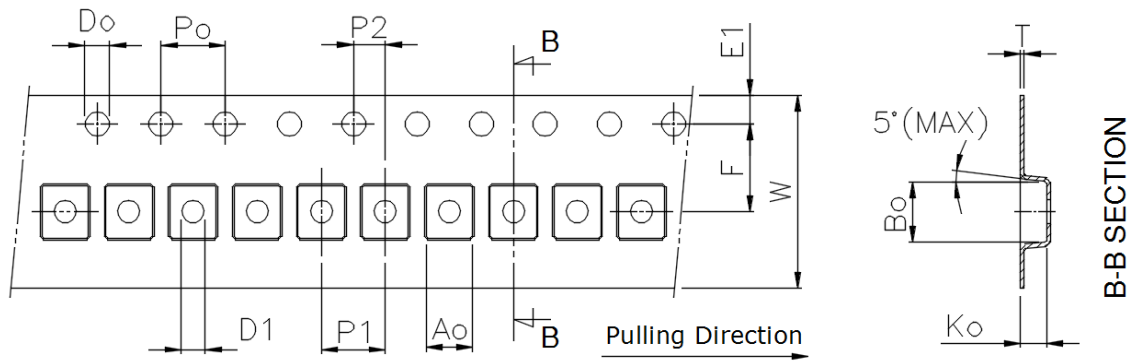 Do
Po
P2
B
E1
T
5°(MAX)
F
W
Bo
B-B SECTION
D1
P1
Ao
B
Pulling Direction
Ko